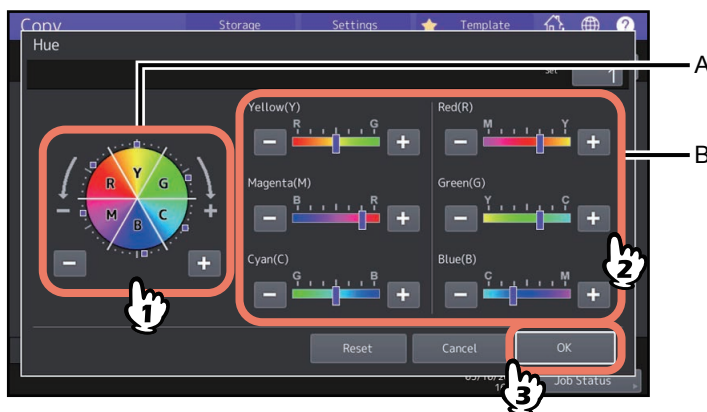 Copy Storage Settings Template ?
Hue
Set 1
A
B
Yellow(Y)
R G
− +
Red(R)
M Y
− +
Magenta(M)
B R
− +
Green(G)
Y C
− +
Cyan(C)
G B
− +
Blue(B)
C M
− +
Y
R G
M C
B
− +
− +
1
2
Reset Cancel OK
3
Job Status